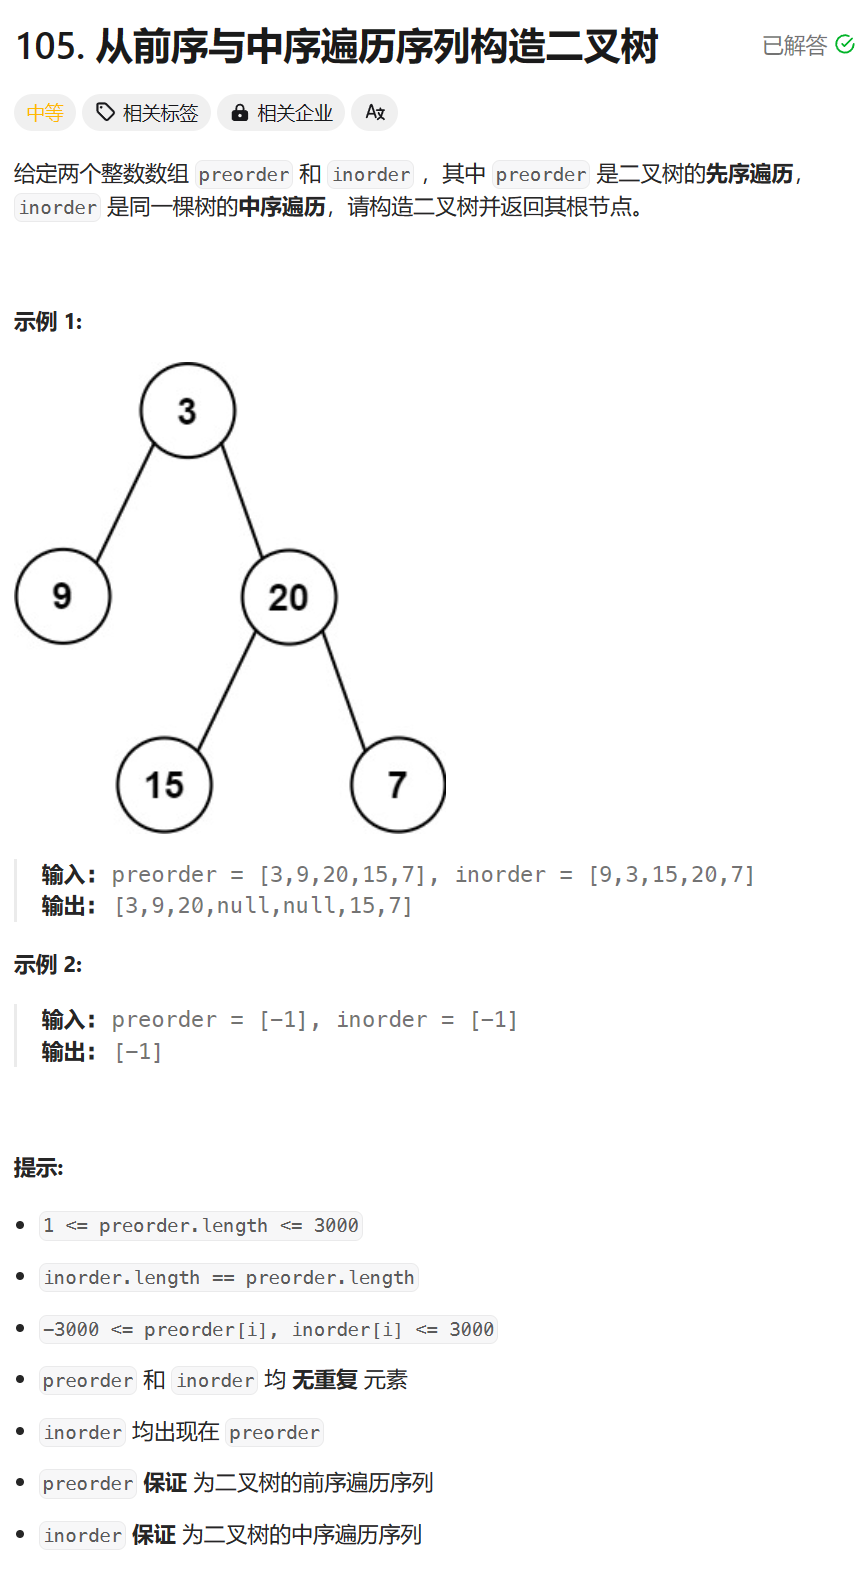 105. 从前序与中序遍历序列构造二叉树
已解答
中等 相关标签 相关企业 Ax
给定两个整数数组 preorder 和 inorder ，其中 preorder 是二叉树的先序遍历，
inorder 是同一棵树的中序遍历，请构造二叉树并返回其根节点。
示例 1:
3
9
20
15
7
输入: preorder = [3,9,20,15,7], inorder = [9,3,15,20,7]
输出: [3,9,20,null,null,15,7]
示例 2:
输入: preorder = [-1], inorder = [-1]
输出: [-1]
提示:
1 <= preorder.length <= 3000
inorder.length == preorder.length
-3000 <= preorder[i], inorder[i] <= 3000
preorder 和 inorder 均 无重复 元素
inorder 均出现在 preorder
preorder 保证 为二叉树的前序遍历序列
inorder 保证 为二叉树的中序遍历序列